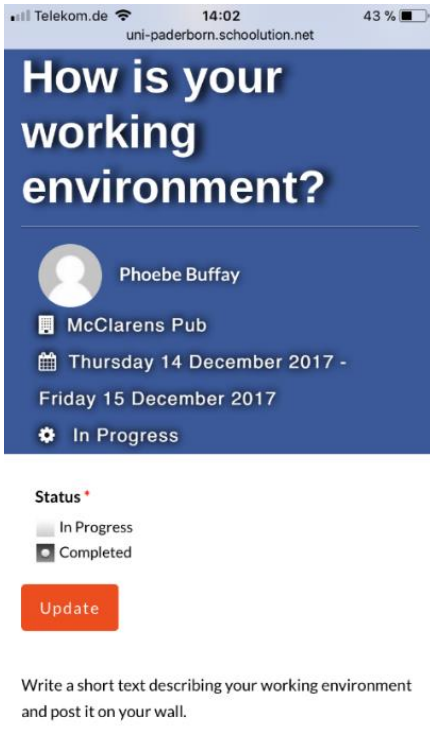 Telekom.de 14:02 43 %
uni-paderborn.schoolution.net
How is your
working
environment?
Phoebe Buffay
McClarens Pub
Thursday 14 December 2017 -
Friday 15 December 2017
In Progress
Status *
In Progress
Completed
Update
Write a short text describing your working environment
and post it on your wall.